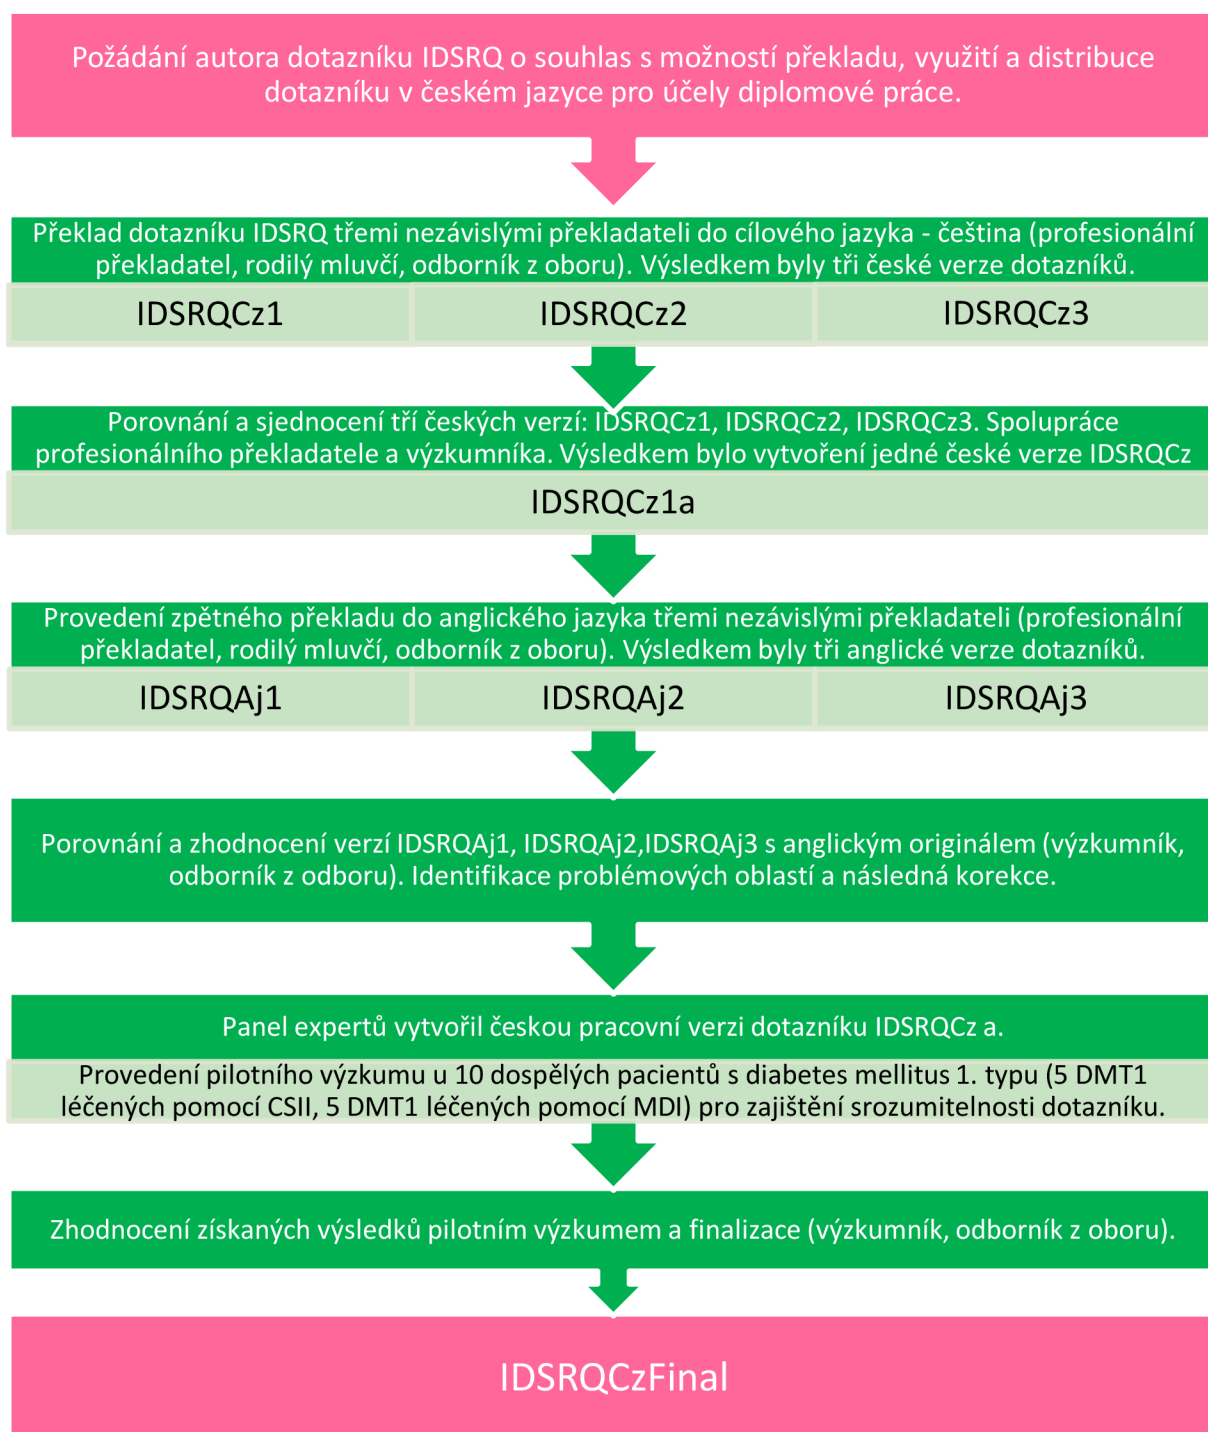 Požádání autora dotazníku IDSRQ o souhlas s možností překladu, využití a distribuce
dotazníku v českém jazyce pro účely diplomové práce.
Překlad dotazníku IDSRQ třemi nezávislými překladateli do cílového jazyka - čeština (profesionální
překladatel, rodilý mluvčí, odborník z oboru). Výsledkem byly tři české verze dotazníků.
IDSRQCz1
IDSRQCz2
IDSRQCz3
Porovnání a sjednocení tří českých verzí: IDSRQCz1, IDSRQCz2, IDSRQCz3. Spolupráce
profesionálního překladatele a výzkumníka. Výsledkem bylo vytvoření jedné české verze IDSRQCz
IDSRQCz1a
Provedení zpětného překladu do anglického jazyka třemi nezávislými překladateli (profesionální
překladatel, rodilý mluvčí, odborník z oboru). Výsledkem byly tři anglické verze dotazníků.
IDSRQAj1
IDSRQAj2
IDSRQAj3
Porovnání a zhodnocení verzí IDSRQAj1, IDSRQAj2,IDSRQAj3 s anglickým originálem (výzkumník,
odborník z odboru). Identifikace problémových oblastí a následná korekce.
Panel expertů vytvořil českou pracovní verzi dotazníku IDSRQCz a.
Provedení pilotního výzkumu u 10 dospělých pacientů s diabetes mellitus 1. typu (5 DMT1
léčených pomocí CSII, 5 DMT1 léčených pomocí MDI) pro zajištění srozumitelnosti dotazníku.
Zhodnocení získaných výsledků pilotním výzkumem a finalizace (výzkumník, odborník z oboru).
IDSRQCzFinal